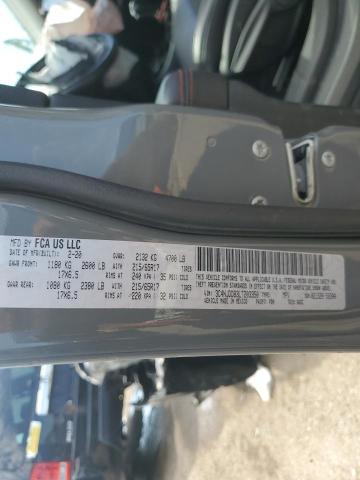 MFD BY FCA US LLC
DATE OF MFR(BUILT): 2-20 GVWR: 2132 KG 4700 LB
GAWR FRONT: 1180 KG 2600 LB WITH 215/65R17
17X6.5 RIMS AT 240 KPA 35 PSI COLD
GAWR REAR: 1080 KG 2380 LB WITH 215/65R17
17X6.5 RIMS AT 220 KPA 32 PSI COLD
THIS VEHICLE CONFORMS TO ALL APPLICABLE U.S.A. FEDERAL MOTOR VEHICLE SAFETY AND
THEFT PREVENTION STANDARDS IN EFFECT ON THE DATE OF MANUFACTURE SHOWN ABOVE.
VIN: TYPE:
MADE IN MEXICO PAINT: